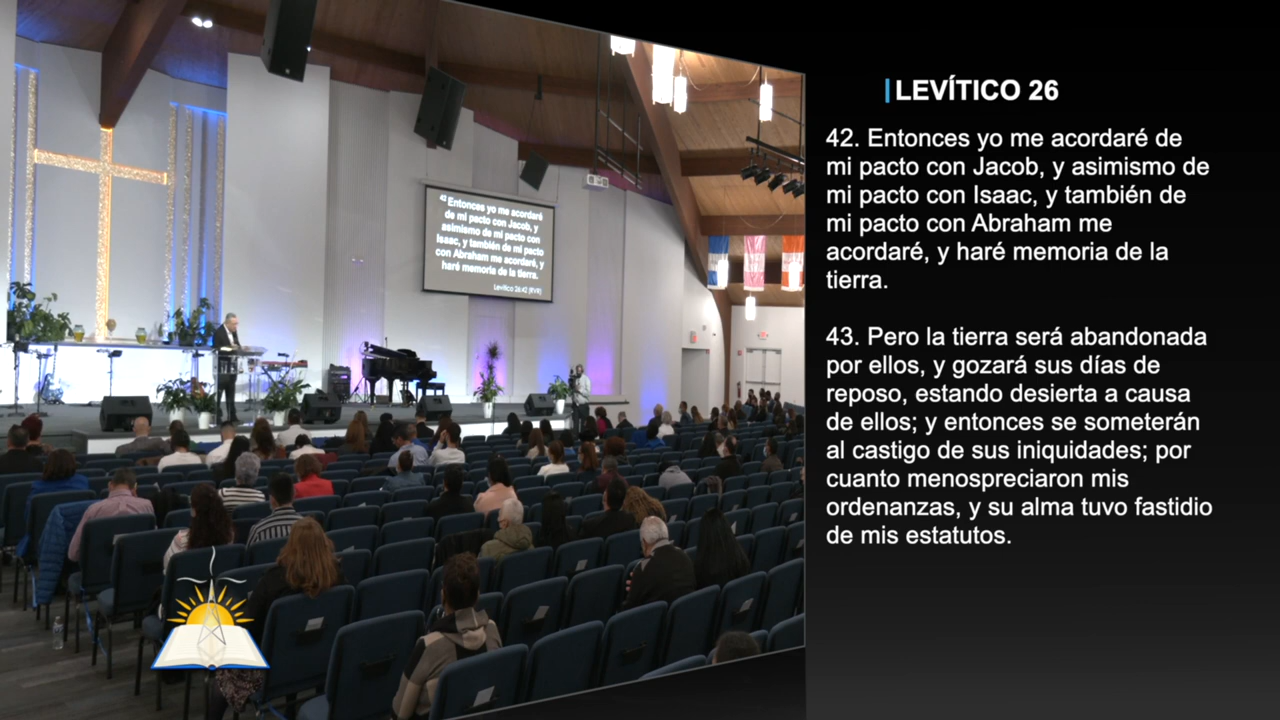 42 Entonces yo me acordaré
de mi pacto con Jacob, y
asimismo de mi pacto con
Isaac, y también de mi pacto
con Abraham me acordaré, y
haré memoria de la tierra.
Levítico 26:42 (RVR)
LEVÍTICO 26
42. Entonces yo me acordaré de
mi pacto con Jacob, y asimismo de
mi pacto con Isaac, y también de
mi pacto con Abraham me
acordaré, y haré memoria de la
tierra.
43. Pero la tierra será abandonada
por ellos, y gozará sus días de
reposo, estando desierta a causa
de ellos; y entonces se someterán
al castigo de sus iniquidades; por
cuanto menospreciaron mis
ordenanzas, y su alma tuvo fastidio
de mis estatutos.